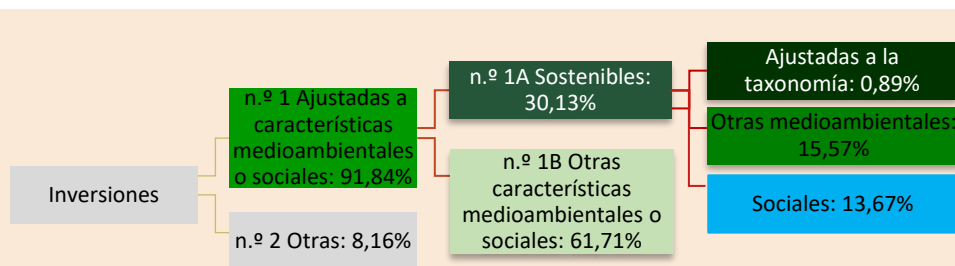 Inversiones
n.º 1 Ajustadas a
características
medioambientales
o sociales: 91,84%
n.º 2 Otras: 8,16%
n.º 1A Sostenibles:
30,13%
n.º 1B Otras
características
medioambientales o
sociales: 61,71%
Ajustadas a la
taxonomía: 0,89%
Otras medioambientales:
15,57%
Sociales: 13,67%